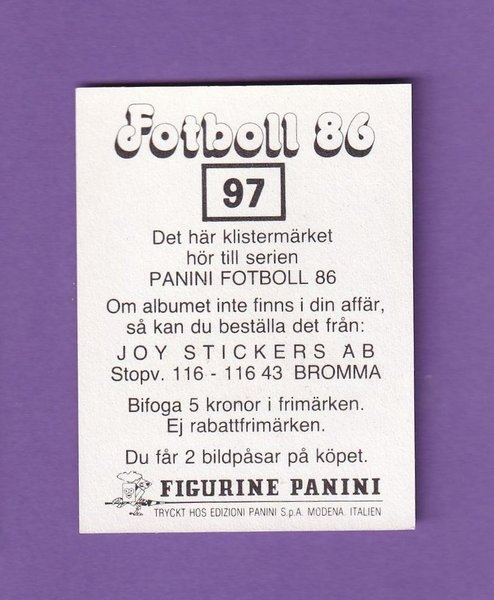 Fotboll 86
97
Det här klistermärket
hör till serien
PANINI FOTBOLL 86
Om albumet inte finns i din affär,
så kan du beställa det från:
JOY STICKERS AB
Stopv. 116 - 116 43 BROMMA
Bifoga 5 kronor i frimärken.
Ej rabattfrimärken.
Du får 2 bildpåsar på köpet.
FIGURINE PANINI
TRYCKT HOS EDIZIONI PANINI S.p.A. MODENA. ITALIEN